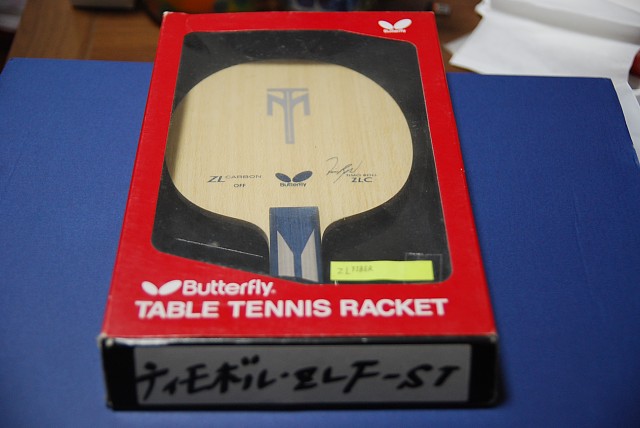 Butterfly
ZL CARBON
OFF
Butterfly
TIMO BOLL
ZLC
Butterfly
TABLE TENNIS RACKET
ティモボル・ZLF-ST